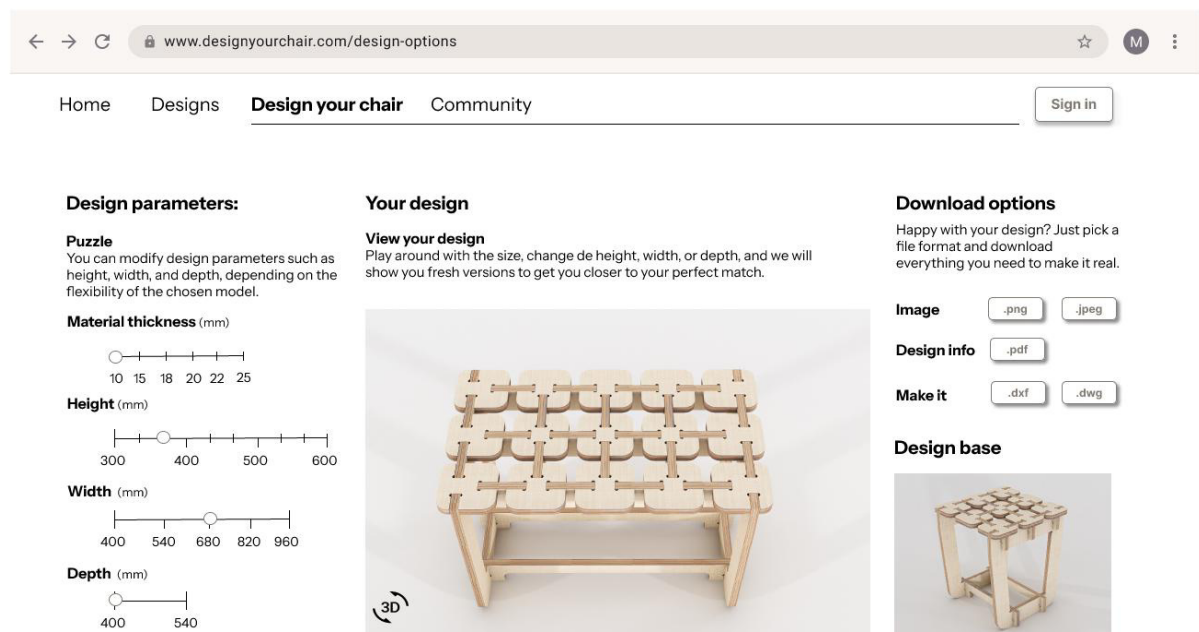 www.designyourchair.com/design-options
M
Home
Designs
Design your chair
Community
Sign in
Design parameters:
Puzzle
You can modify design parameters such as
height, width, and depth, depending on the
flexibility of the chosen model.
Material thickness (mm)
10 15 18 20 22 25
Height (mm)
300 400 500 600
Width (mm)
400 540 680 820 960
Depth (mm)
400 540
Your design
View your design
Play around with the size, change de height, width, or depth, and we will
show you fresh versions to get you closer to your perfect match.
3D
Download options
Happy with your design? Just pick a
file format and download
everything you need to make it real.
Image .png .jpeg
Design info .pdf
Make it .dxf .dwg
Design base